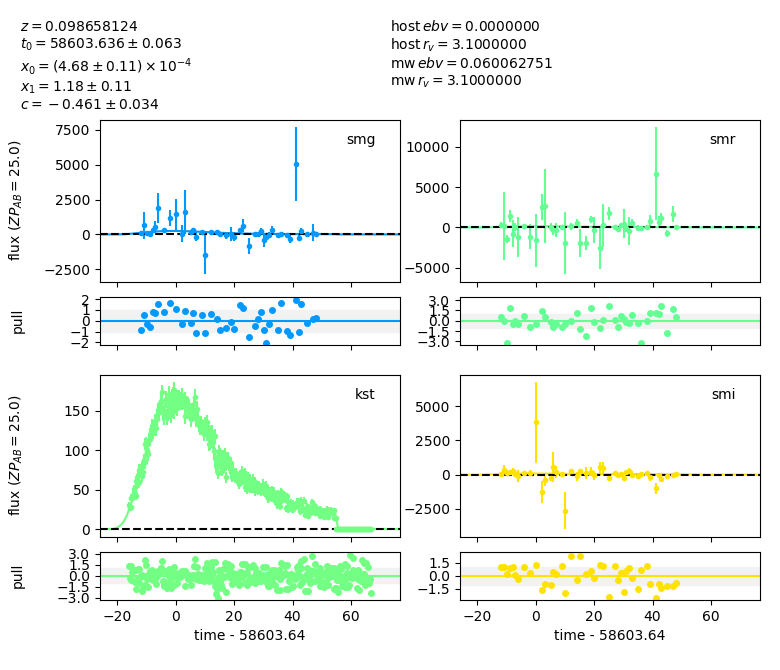 z = 0.098658124
t₀ = 58603.636 ± 0.063
x₀ = (4.68 ± 0.11) × 10⁻⁴
x₁ = 1.18 ± 0.11
c = −0.461 ± 0.034
host ebv = 0.0000000
host r_v = 3.1000000
mw ebv = 0.060062751
mw r_v = 3.1000000
flux (ZP_AB = 25.0)
7500
5000
2500
0
−2500
smg
10000
5000
0
−5000
smr
pull
2
1
0
−1
−2
3.0
1.5
0.0
−1.5
−3.0
flux (ZP_AB = 25.0)
150
100
50
0
kst
5000
2500
0
−2500
smi
pull
3.0
1.5
0.0
−1.5
−3.0
1.5
0.0
−1.5
−20 0 20 40 60
time - 58603.64
−20 0 20 40 60
time - 58603.64